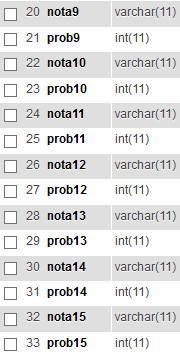 20 nota9 varchar(11)
21 prob9 int(11)
22 nota10 varchar(11)
23 prob10 int(11)
24 nota11 varchar(11)
25 prob11 int(11)
26 nota12 varchar(11)
27 prob12 int(11)
28 nota13 varchar(11)
29 prob13 int(11)
30 nota14 varchar(11)
31 prob14 int(11)
32 nota15 varchar(11)
33 prob15 int(11)